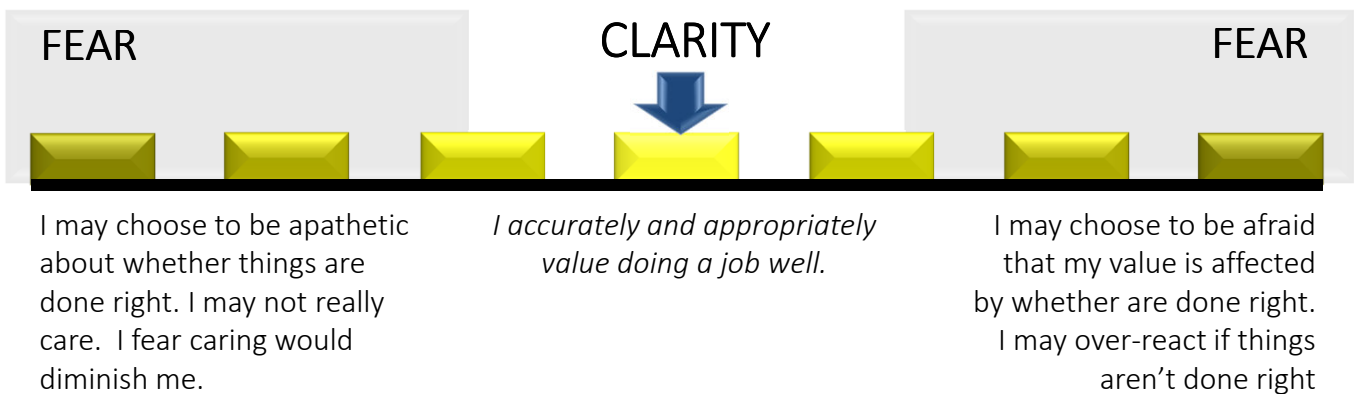 FEAR
CLARITY
FEAR
I may choose to be apathetic
about whether things are
done right. I may not really
care.  I fear caring would
diminish me.
I accurately and appropriately
value doing a job well.
I may choose to be afraid
that my value is affected
by whether are done right.
I may over-react if things
aren’t done right